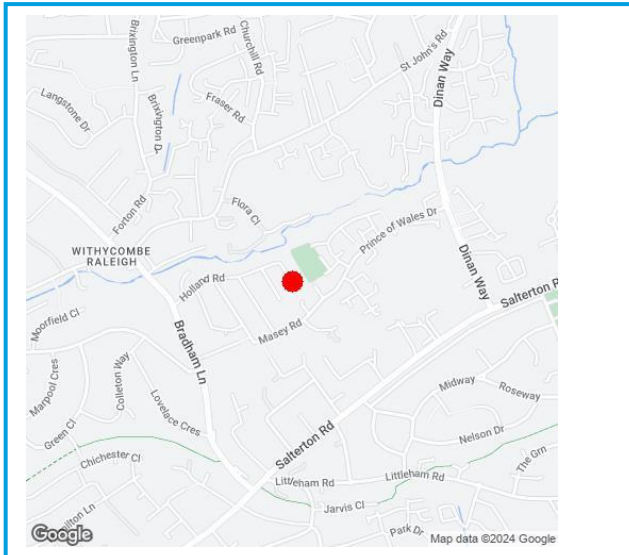 Brixington Ln
Greenpark Rd
Churchill Rd
St John's Rd
Dinan Way
Langstone Dr
Brixington D
Fraser Rd
Forton Rd
Flora Cl
Prince of Wales Dr
WITHYCOMBE
RALEIGH
Holland Rd
Dinan Way
Salterton R
Moorfield Cl
Masey Rd
Bradham Ln
Marpool Cres
Colleton Way
Lovelace Cres
Midway
Roseway
Green Cl
Nelson Dr
Salterton Rd
The Grn
Chichester Cl
Littleham Rd
Littleham Rd
Jarvis Cl
ilton Ln
Park Dr
Google
Map data ©2024 Google